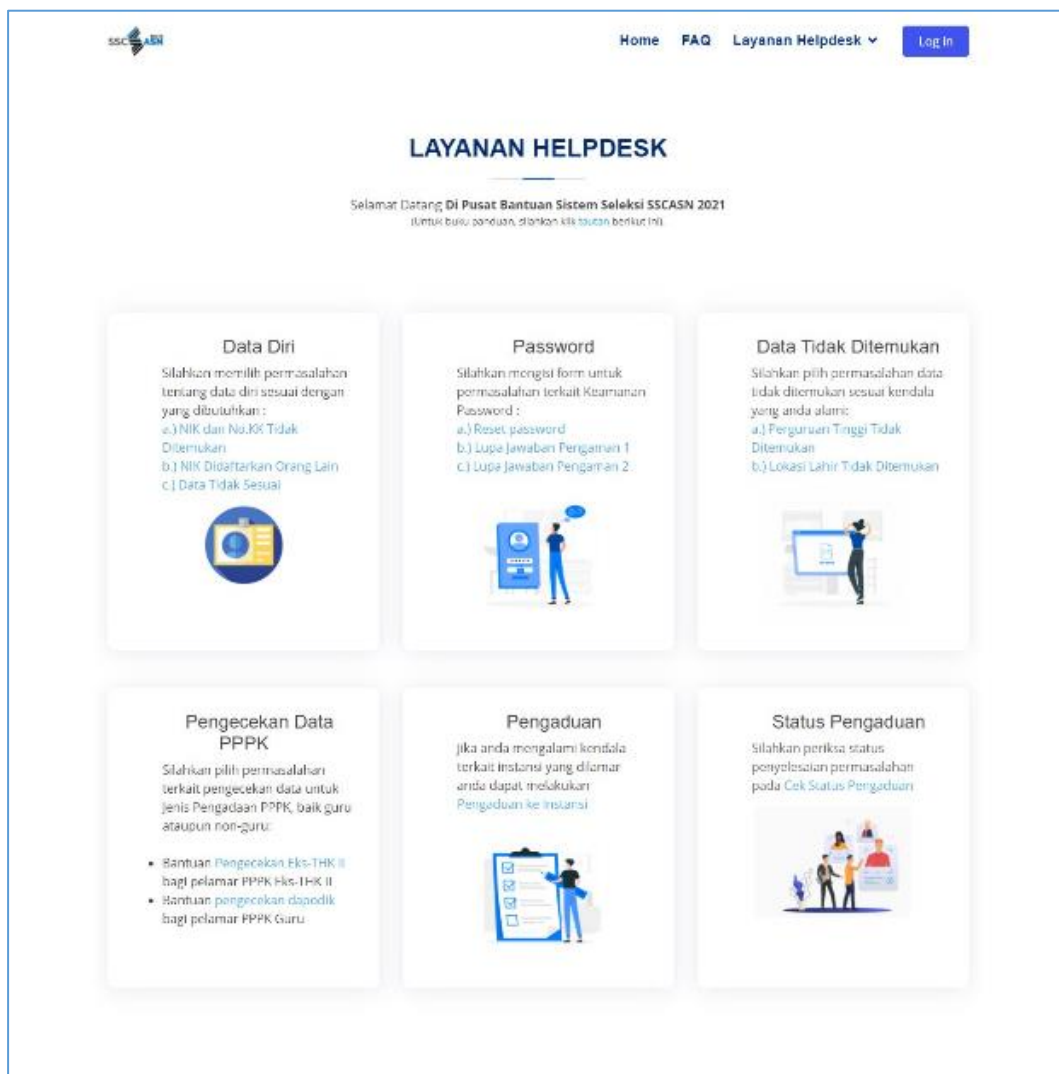 SSC ASN
Home FAQ Layanan Helpdesk Log In
LAYANAN HELPDESK
Selamat Datang Di Pusat Bantuan Sistem Seleksi SSCASN 2021
(Untuk buku panduan, silahkan klik tautan berikut ini)
Data Diri
Silahkan memilih permasalahan
tentang data diri sesuai dengan
yang dibutuhkan :
a.) NIK dan No.KK Tidak
Ditemukan
b.) NIK Didaftarkan Orang Lain
c.) Data Tidak Sesuai
Password
Silahkan mengisi form untuk
permasalahan terkait Keamanan
Password :
a.) Reset password
b.) Lupa Jawaban Pengaman 1
c.) Lupa Jawaban Pengaman 2
Data Tidak Ditemukan
Silahkan pilih permasalahan data
tidak ditemukan sesuai kendala
yang anda alami:
a.) Perguruan Tinggi Tidak
Ditemukan
b.) Lokasi Lahir Tidak Ditemukan
Pengecekan Data
PPPK
Silahkan pilih permasalahan
terkait pengecekan data untuk
Jenis Pengadaan PPPK, baik guru
ataupun non-guru:
• Bantuan Pengecekan Eks-THK II
bagi pelamar PPPK Eks-THK II
• Bantuan pengecekan dapodik
bagi pelamar PPPK Guru
Pengaduan
Jika anda mengalami kendala
terkait instansi yang dilamar
anda dapat melakukan
Pengaduan ke Instansi
Status Pengaduan
Silahkan periksa status
penyelesaian permasalahan
pada Cek Status Pengaduan